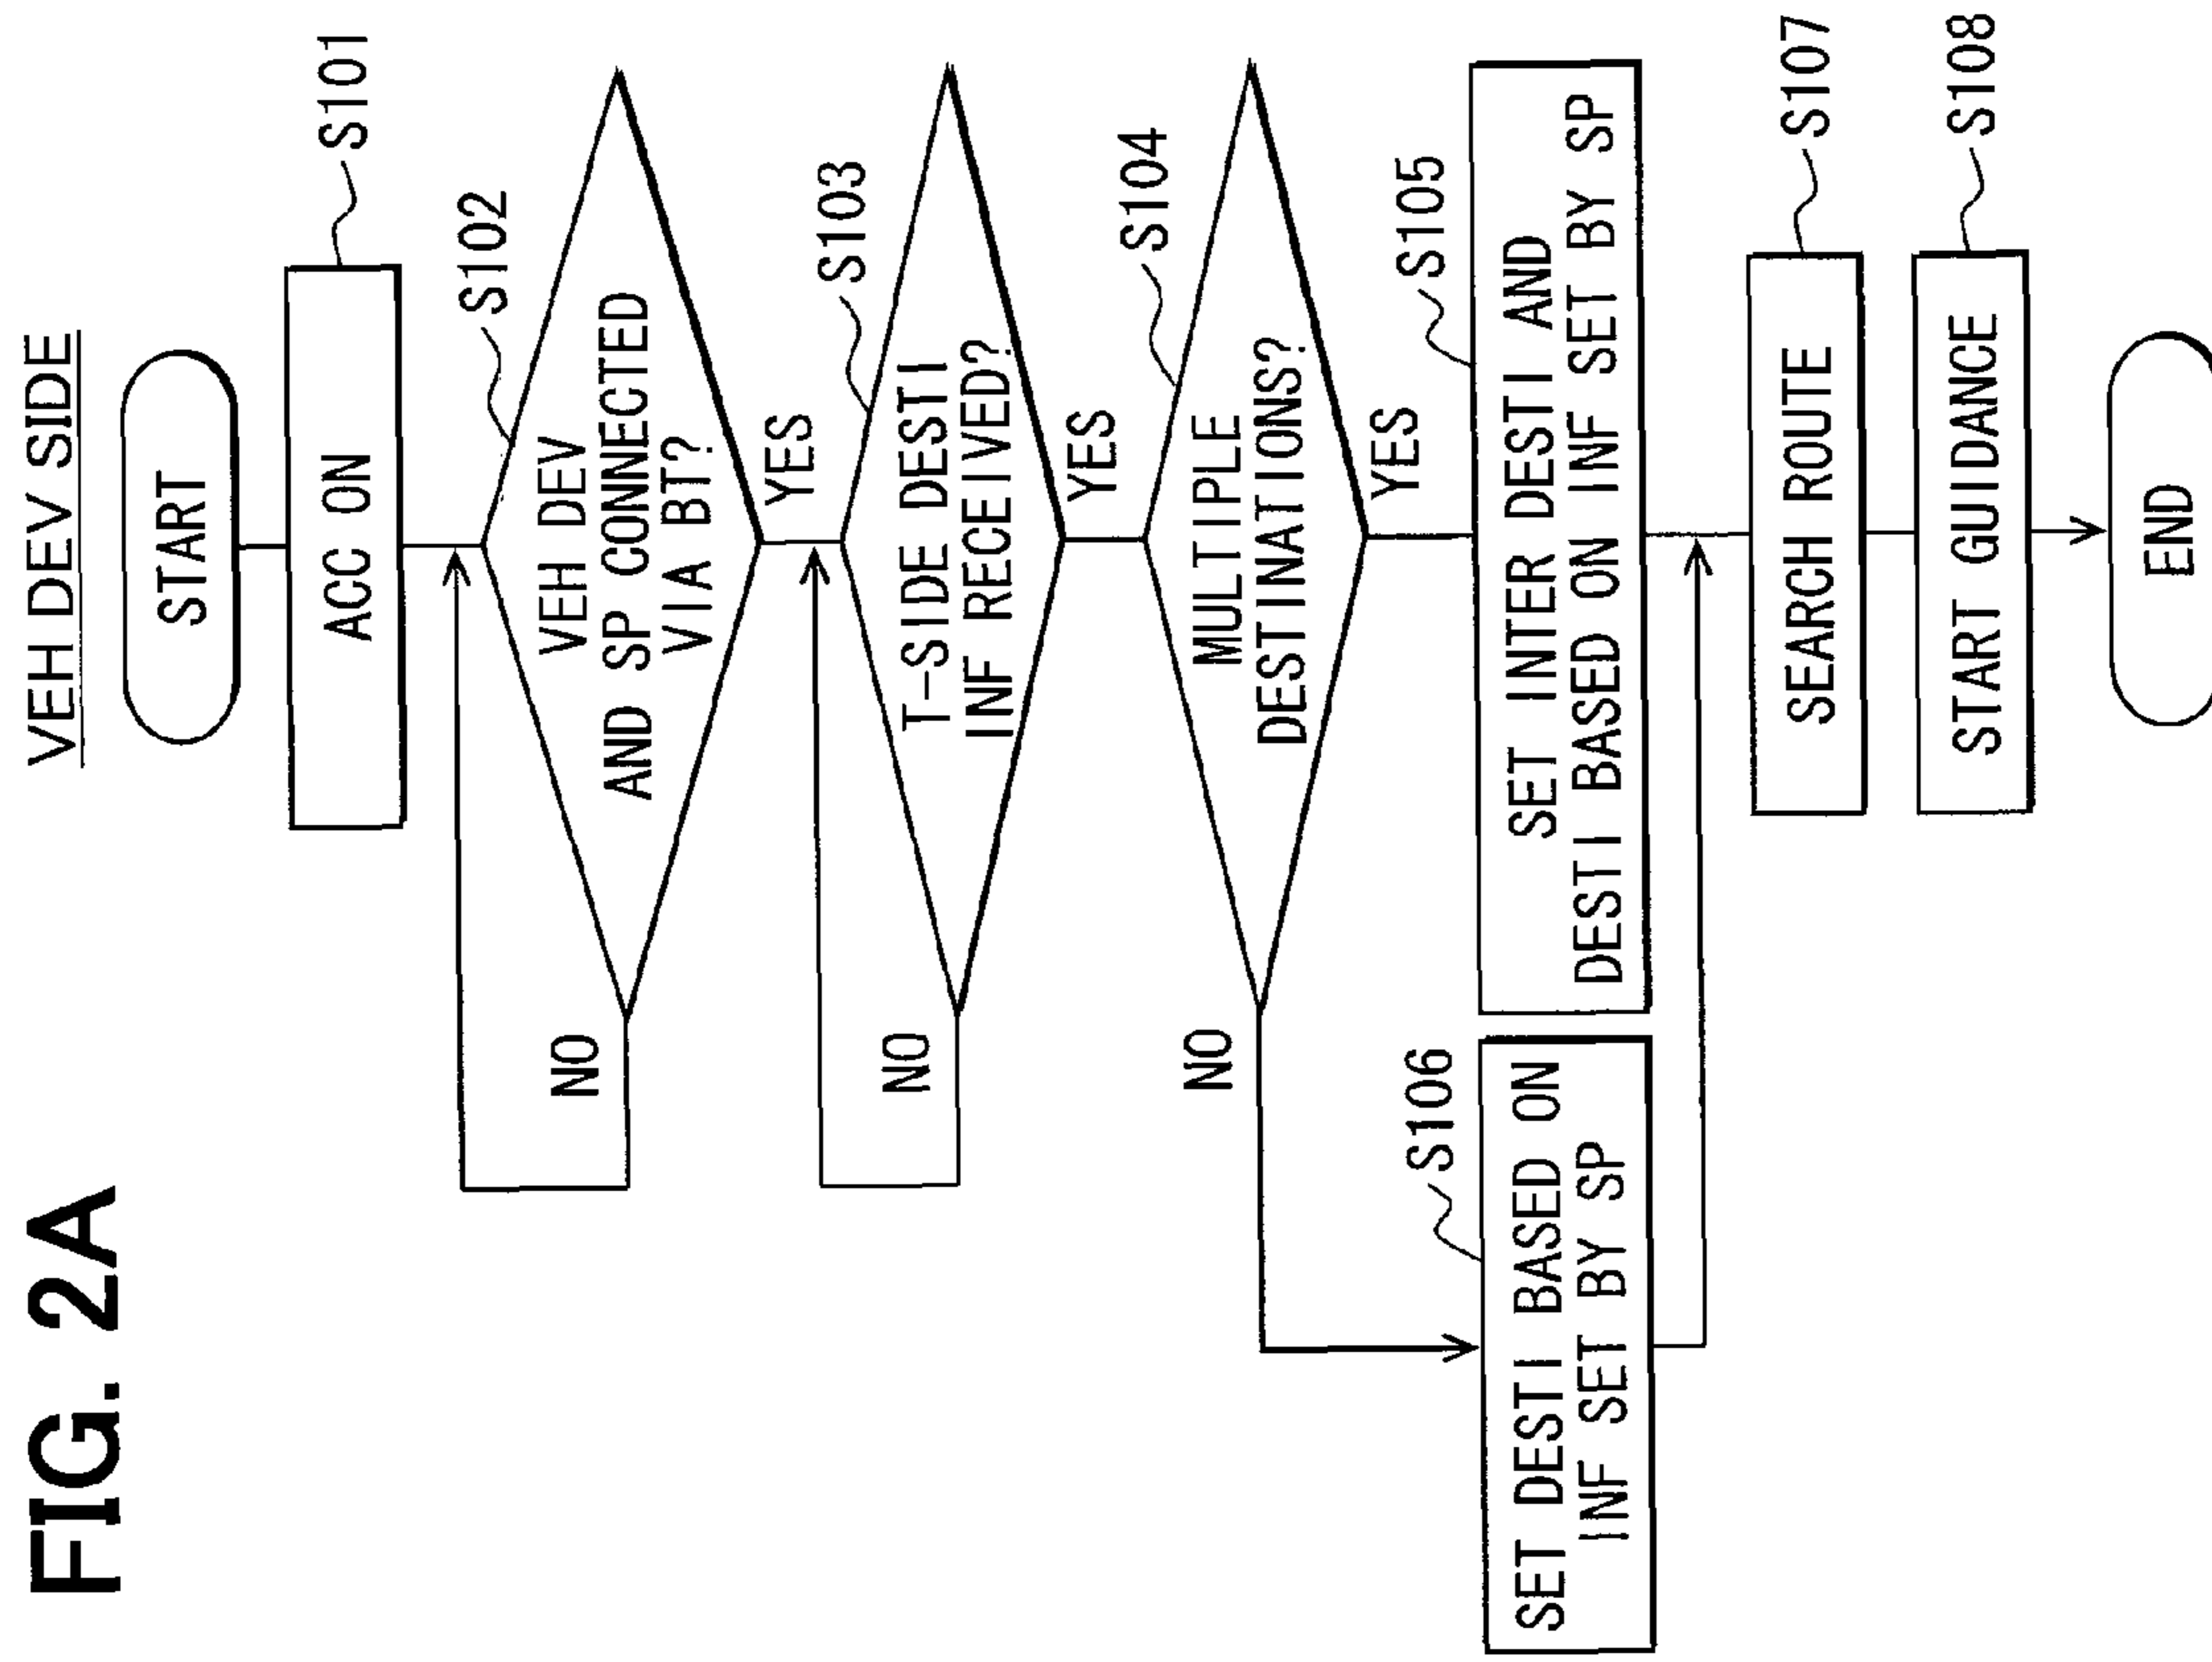 FIG. 2A
VEH DEV SIDE
START
ACC ON
S101
VEH DEV
AND SP CONNECTED
VIA BT?
S102
NO
YES
T-SIDE DESTI
INF RECEIVED?
S103
NO
YES
MULTIPLE
DESTINATIONS?
S104
NO
YES
SET DESTI BASED ON
INF SET BY SP
S106
SET INTER DESTI AND
DESTI BASED ON INF SET BY SP
S105
SEARCH ROUTE
S107
START GUIDANCE
S108
END